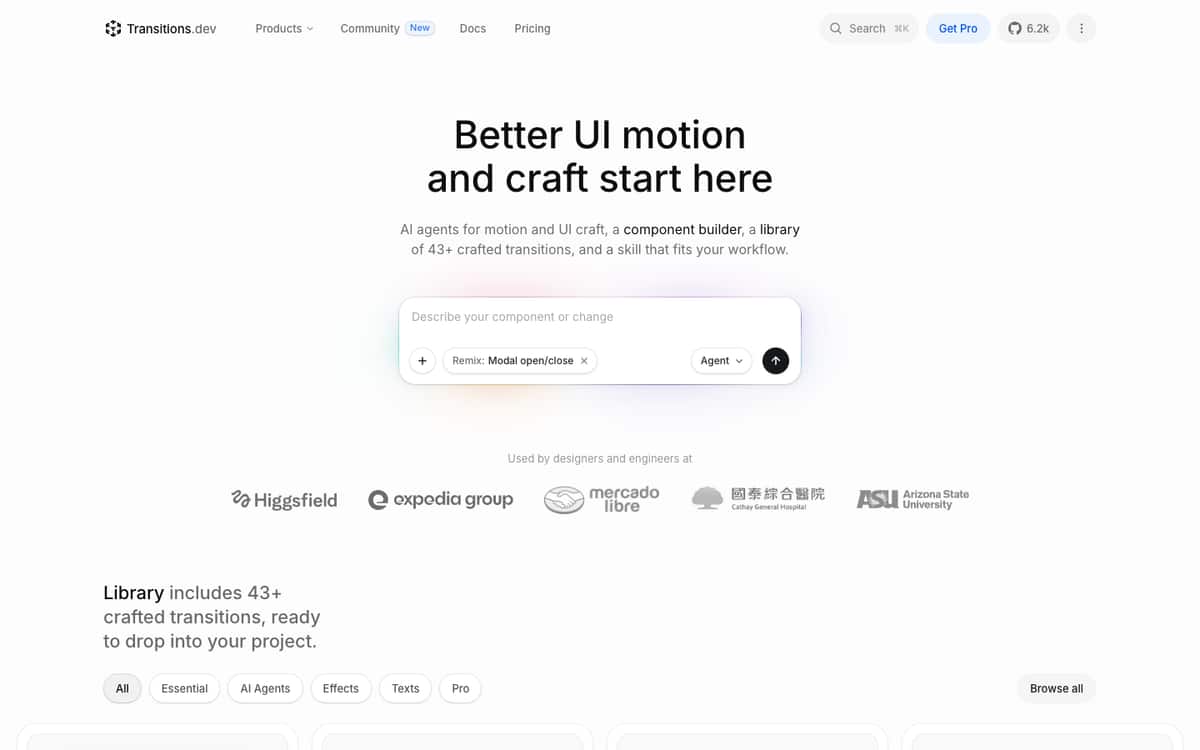 Transitions.dev
Products
Community New
Docs
Pricing
Search ⌘K
Get Pro
6.2k
Better UI motion
and craft start here
AI agents for motion and UI craft, a component builder, a library
of 43+ crafted transitions, and a skill that fits your workflow.
Describe your component or change
Remix: Modal open/close
Agent
Used by designers and engineers at
Higgsfield
expedia group
mercado
libre
國泰綜合醫院
Cathay General Hospital
ASU Arizona State
University
Library includes 43+
crafted transitions, ready
to drop into your project.
All
Essential
AI Agents
Effects
Texts
Pro
Browse all